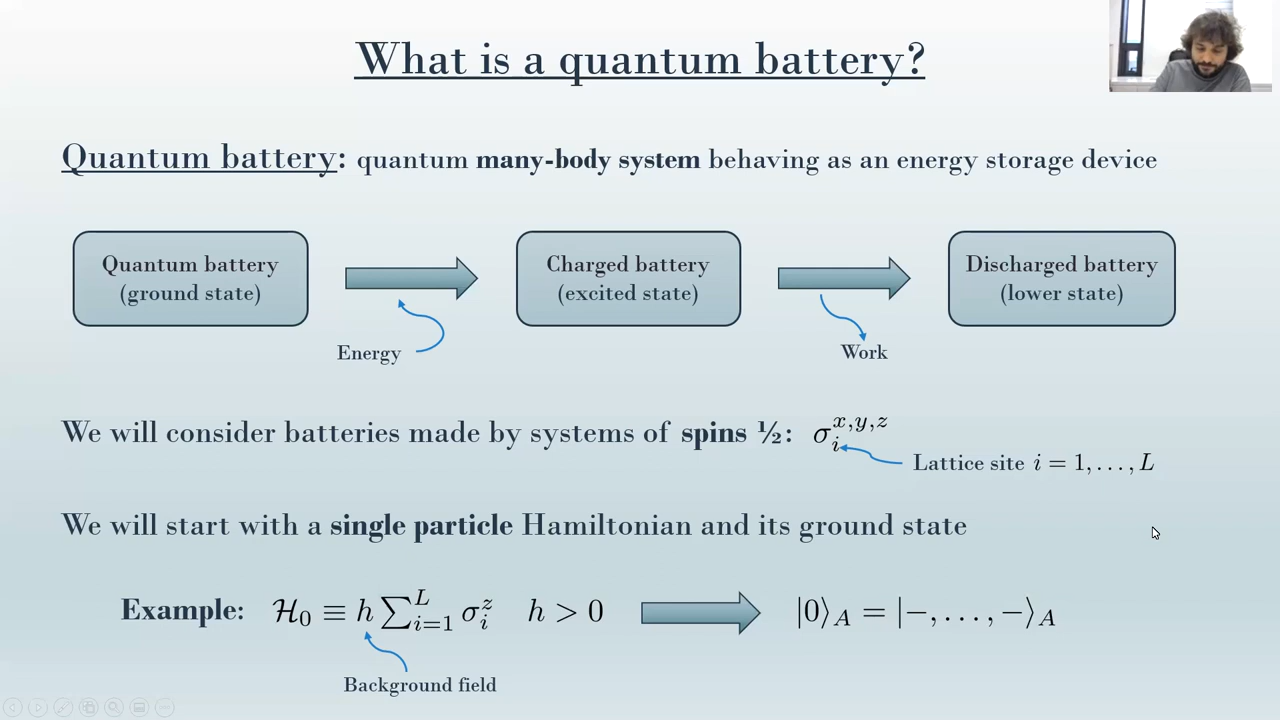 What is a quantum battery?
Quantum battery: quantum many-body system behaving as an energy storage device
Quantum battery
(ground state)
Charged battery
(excited state)
Discharged battery
(lower state)
Energy
Work
We will consider batteries made by systems of spins ½: σ_i^{x,y,z}
Lattice site i = 1, . . . , L
We will start with a single particle Hamiltonian and its ground state
Example: ℋ₀ ≡ h ∑_{i=1}^{L} σ_i^z h > 0 |0⟩_A = |−, . . . , −⟩_A
Background field